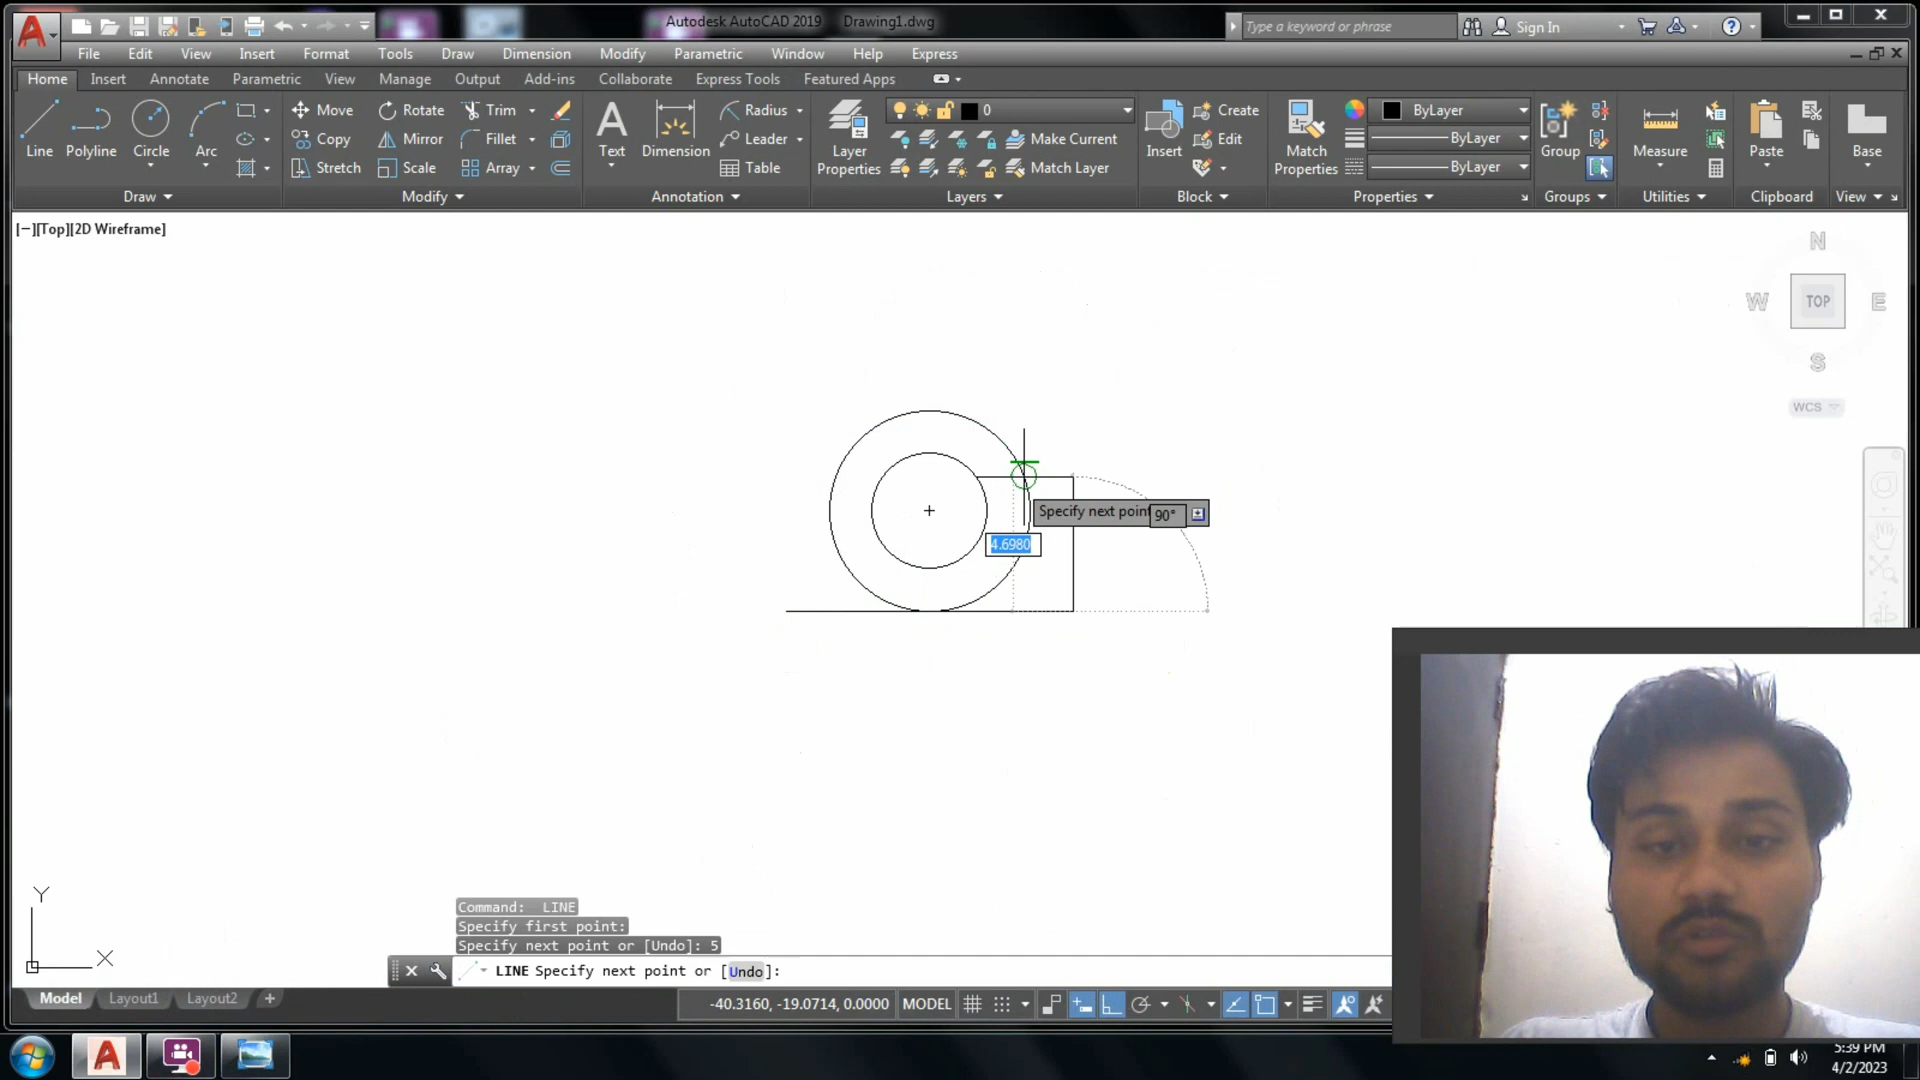 Autodesk AutoCAD 2019 Drawing1.dwg
Type a keyword or phrase
Sign In
File Edit View Insert Format Tools Draw Dimension Modify Parametric Window Help Express
Home Insert Annotate Parametric View Manage Output Add-ins Collaborate Express Tools Featured Apps
Line Polyline Circle Arc
Move Rotate Trim
Copy Mirror Fillet
Stretch Scale Array
Text Dimension
Radius
Leader
Table
Layer Properties
0
Make Current
Match Layer
Insert
Create
Edit
Match Properties
ByLayer
ByLayer
ByLayer
Group
Measure
Paste
Base
Draw Modify Annotation Layers Block Properties Groups Utilities Clipboard View
[−][Top][2D Wireframe]
N
W TOP E
S
WCS
Specify next point
90°
4.6980
Y
X
Command: LINE
Specify first point:
Specify next point or [Undo]: 5
LINE Specify next point or [Undo]:
Model Layout1 Layout2 +
-40.3160, -19.0714, 0.0000 MODEL
5:39 PM
4/2/2023